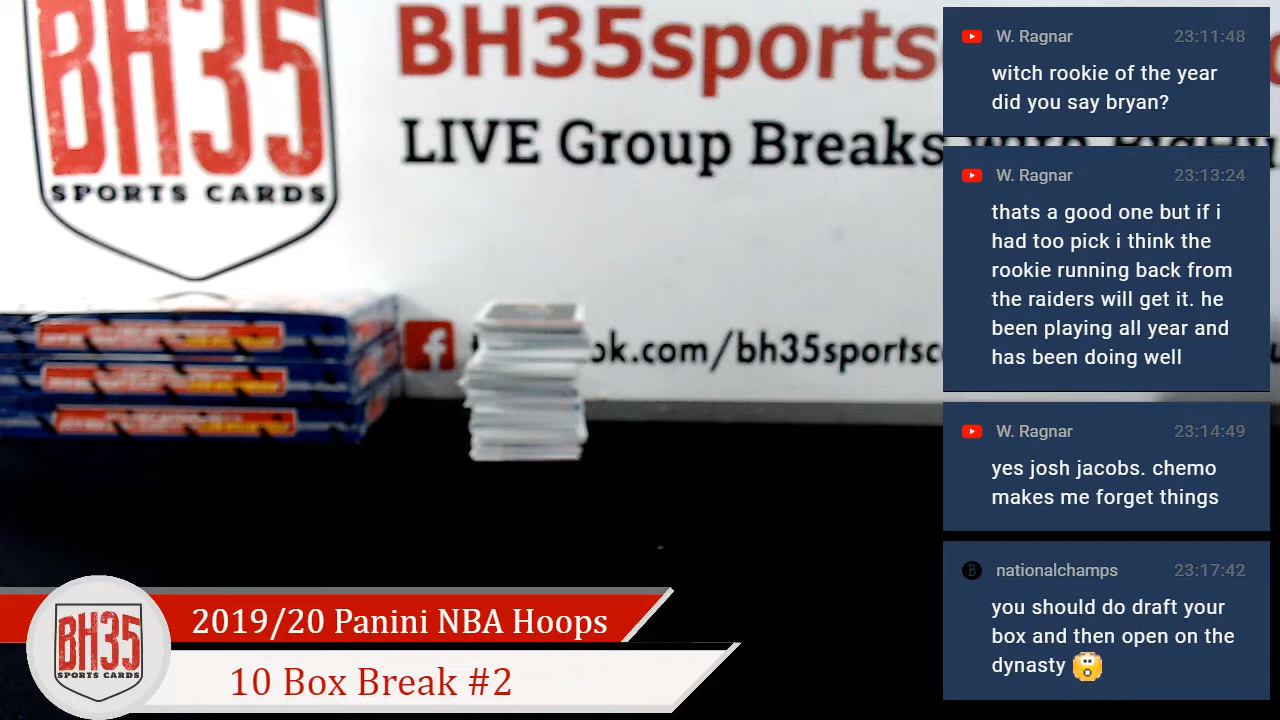 BH35
SPORTS CARDS
BH35sports
LIVE Group Breaks
ok.com/bh35sportsc
W. Ragnar 23:11:48
witch rookie of the year
did you say bryan?
W. Ragnar 23:13:24
thats a good one but if i
had too pick i think the
rookie running back from
the raiders will get it. he
been playing all year and
has been doing well
W. Ragnar 23:14:49
yes josh jacobs. chemo
makes me forget things
nationalchamps 23:17:42
you should do draft your
box and then open on the
dynasty
BH35
SPORTS CARDS
2019/20 Panini NBA Hoops
10 Box Break #2